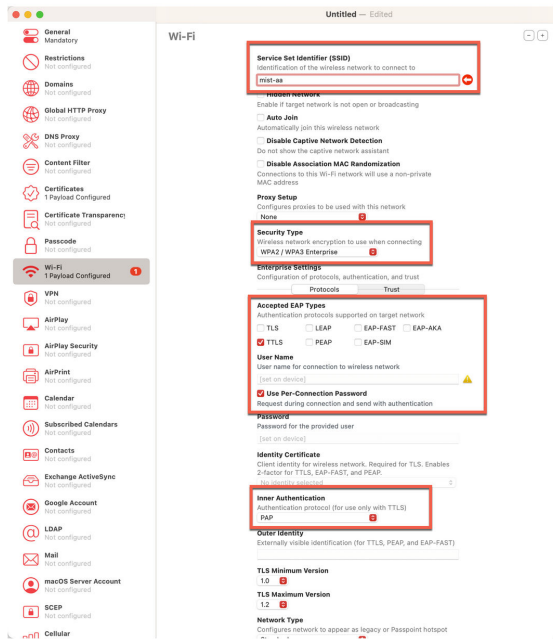 Untitled — Edited
General
Mandatory
Restrictions
Not configured
Domains
Not configured
Global HTTP Proxy
Not configured
DNS Proxy
Not configured
Content Filter
Not configured
Certificates
1 Payload Configured
Certificate Transparency
Not configured
Passcode
Not configured
Wi-Fi
1 Payload Configured
1
VPN
Not configured
AirPlay
Not configured
AirPlay Security
Not configured
AirPrint
Not configured
Calendar
Not configured
Subscribed Calendars
Not configured
Contacts
Not configured
Exchange ActiveSync
Not configured
Google Account
Not configured
LDAP
Not configured
Mail
Not configured
macOS Server Account
Not configured
SCEP
Not configured
Cellular
Wi-Fi
Service Set Identifier (SSID)
Identification of the wireless network to connect to
mist-aa
Hidden Network
Enable if target network is not open or broadcasting
Auto Join
Automatically join this wireless network
Disable Captive Network Detection
Do not show the captive network assistant
Disable Association MAC Randomization
Connections to this Wi-Fi network will use a non-private
MAC address
Proxy Setup
Configures proxies to be used with this network
None
Security Type
Wireless network encryption to use when connecting
WPA2 / WPA3 Enterprise
Enterprise Settings
Configuration of protocols, authentication, and trust
Protocols Trust
Accepted EAP Types
Authentication protocols supported on target network
TLS LEAP EAP-FAST EAP-AKA
TTLS PEAP EAP-SIM
User Name
User name for connection to wireless network
[set on device]
Use Per-Connection Password
Request during connection and send with authentication
Password
Password for the provided user
[set on device]
Identity Certificate
Client identity for wireless network. Required for TLS. Enables
2-factor for TTLS, EAP-FAST, and PEAP.
No identity selected
Inner Authentication
Authentication protocol (for use only with TTLS)
PAP
Outer Identity
Externally visible identification (for TTLS, PEAP, and EAP-FAST)
TLS Minimum Version
1.0
TLS Maximum Version
1.2
Network Type
Configures network to appear as legacy or Passpoint hotspot